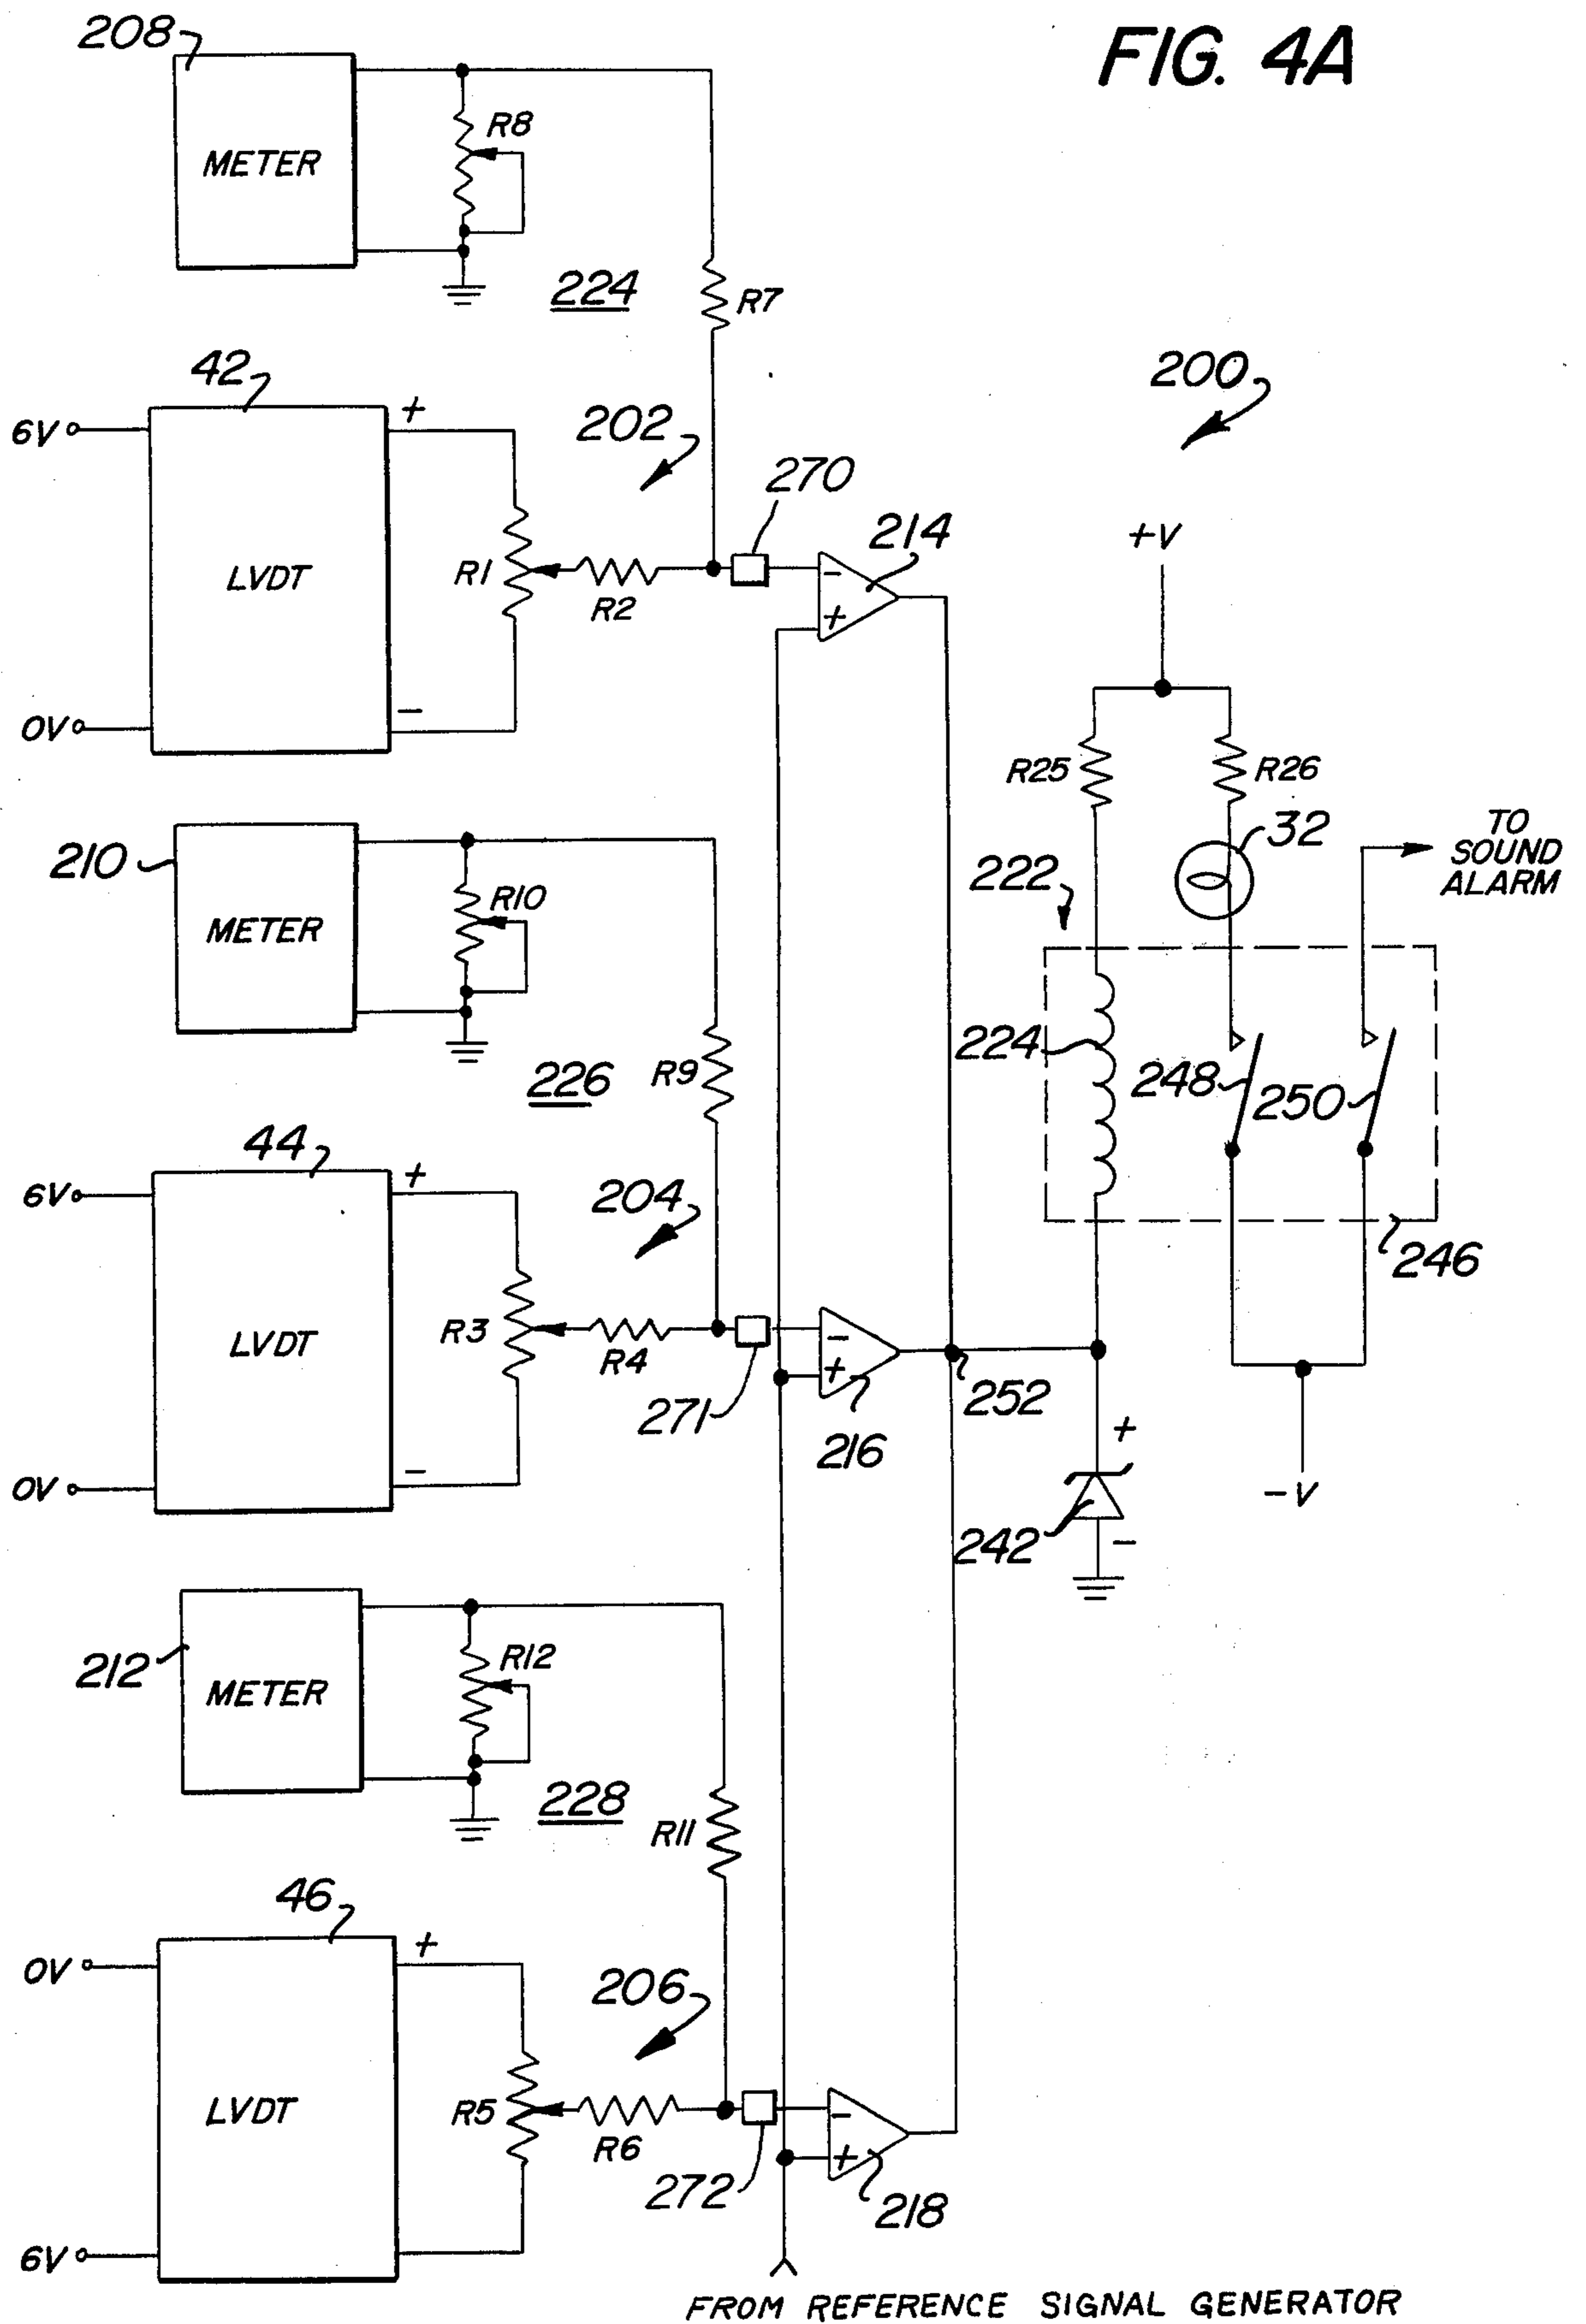 FIG. 4A
208
METER
R8
224
R7
42
6V
+
202
270
200
LVDT
R1
R2
-
+
214
+V
0V
-
R25
R26
210
METER
R10
222
32
TO
SOUND
ALARM
226
R9
224
248
250
44
6V
+
204
246
LVDT
R3
R4
-
+
271
216
252
0V
-
+
242
-
-V
212
METER
R12
228
R11
46
0V
+
206
LVDT
R5
R6
-
+
272
218
6V
FROM REFERENCE SIGNAL GENERATOR